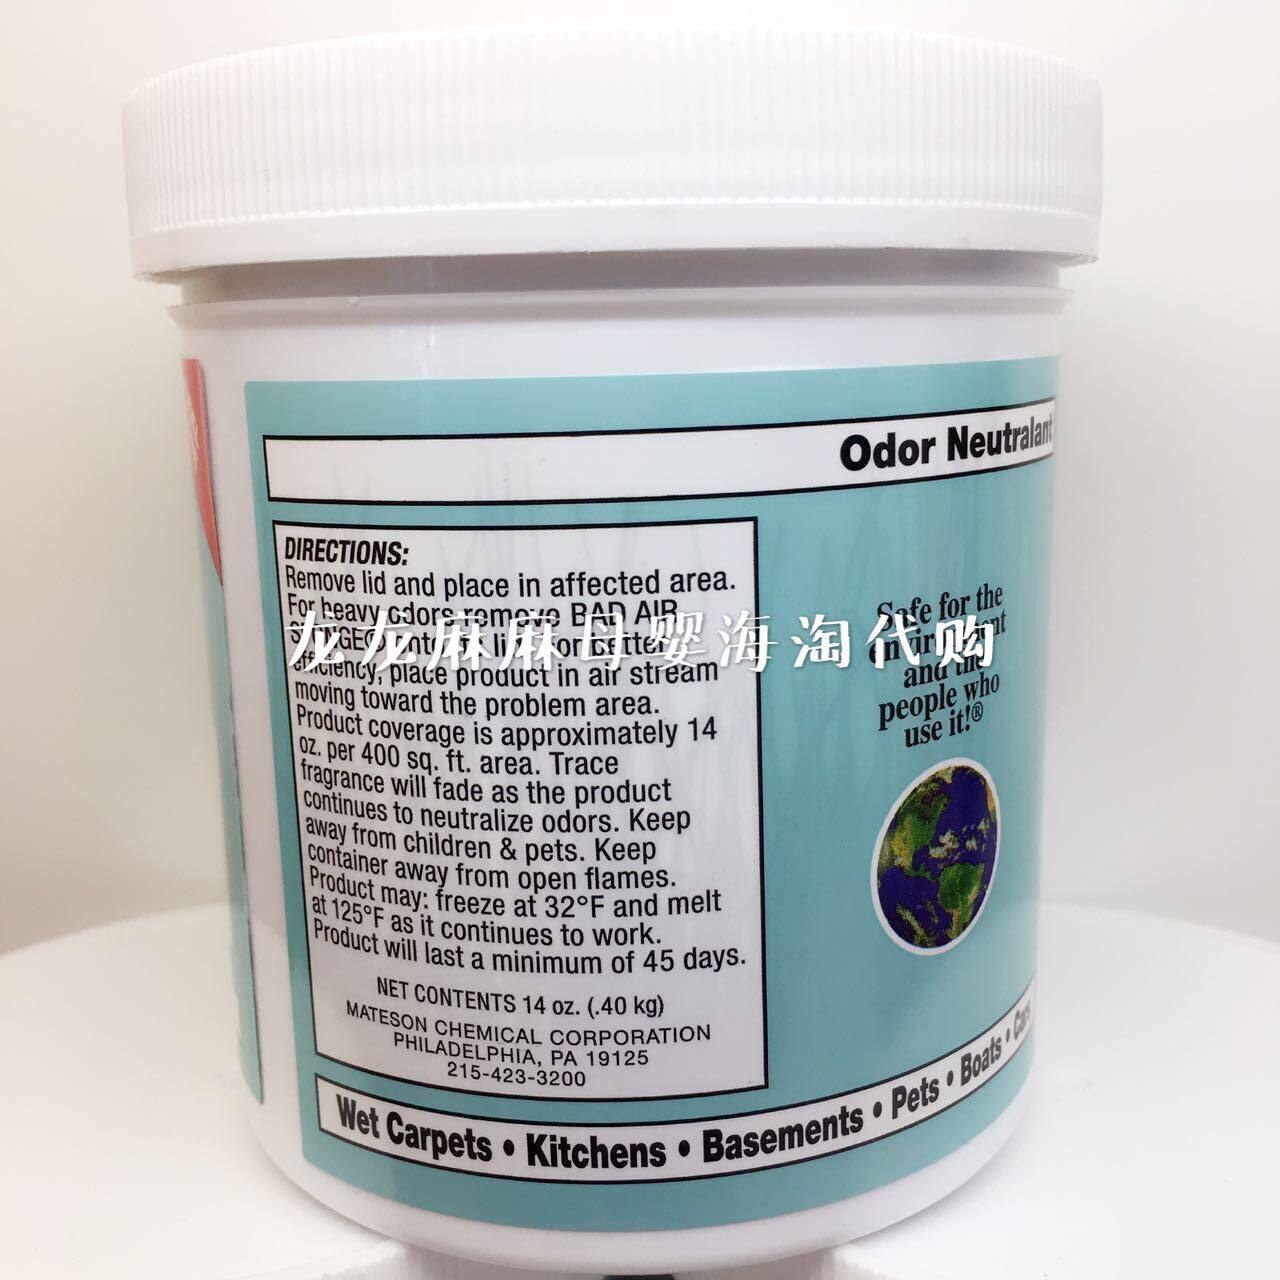 Odor Neutralant
DIRECTIONS:
Remove lid and place in affected area.
For heavy odors remove BAD AIR
龙龙麻麻母婴海淘代购
efficiency, place product in air stream
moving toward the problem area.
Product coverage is approximately 14
oz. per 400 sq. ft. area. Trace
fragrance will fade as the product
continues to neutralize odors. Keep
away from children & pets. Keep
container away from open flames.
Product may: freeze at 32°F and melt
at 125°F as it continues to work.
Product will last a minimum of 45 days.
NET CONTENTS 14 oz. (.40 kg)
MATESON CHEMICAL CORPORATION
PHILADELPHIA, PA 19125
215-423-3200
Safe for the
environment
and the
people who
use it!®
Wet Carpets • Kitchens • Basements • Pets • Boats • Cars